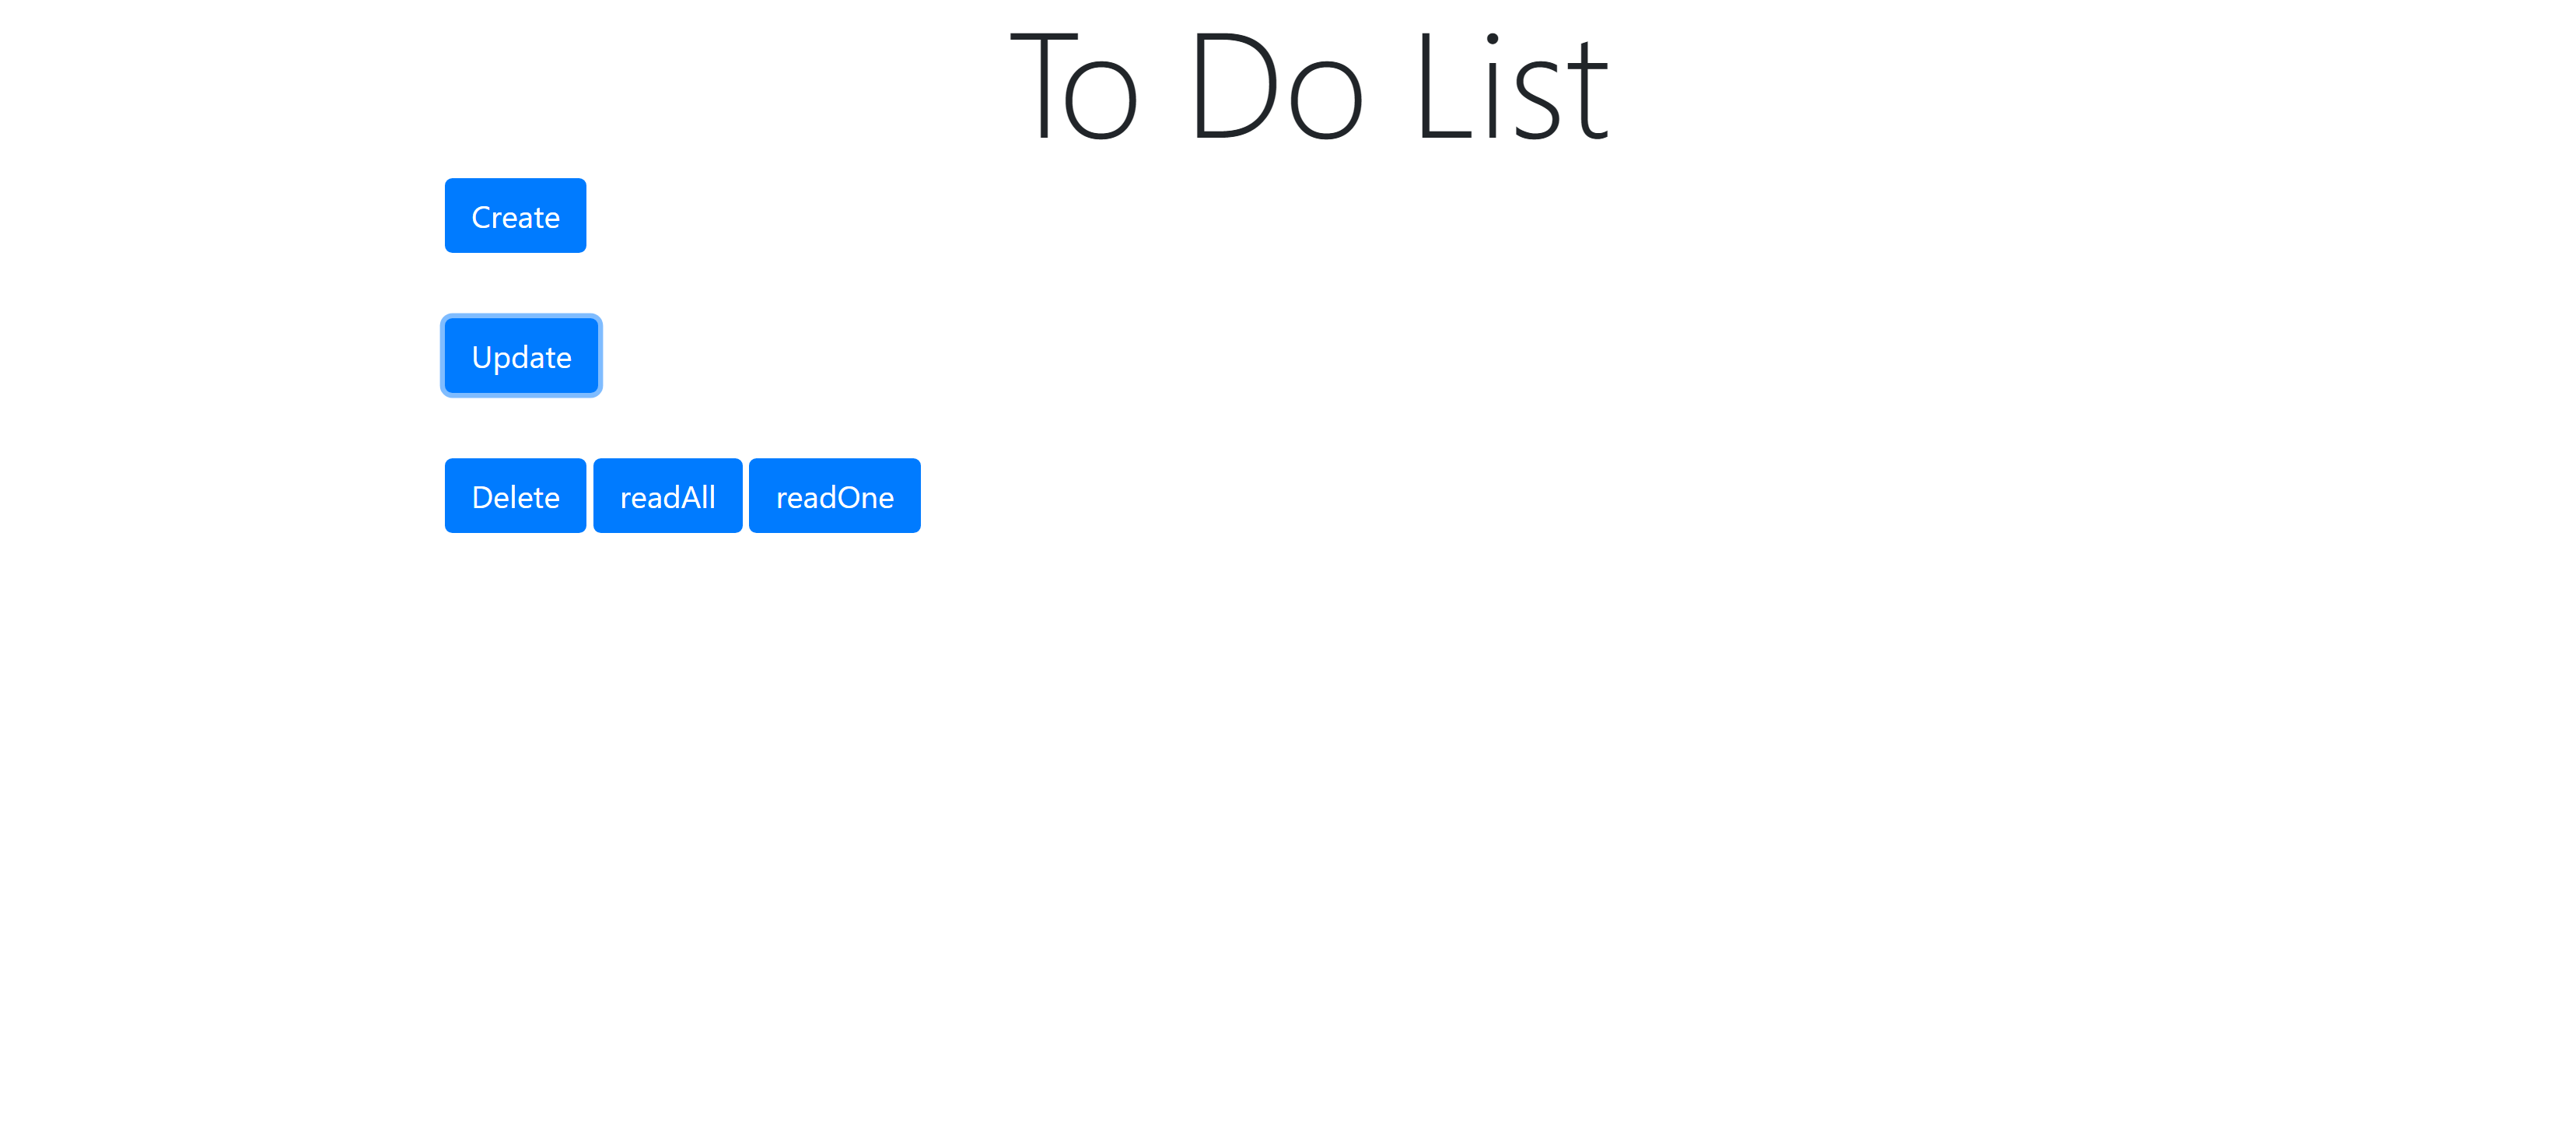 To Do List
Create
Update
Delete readAll readOne